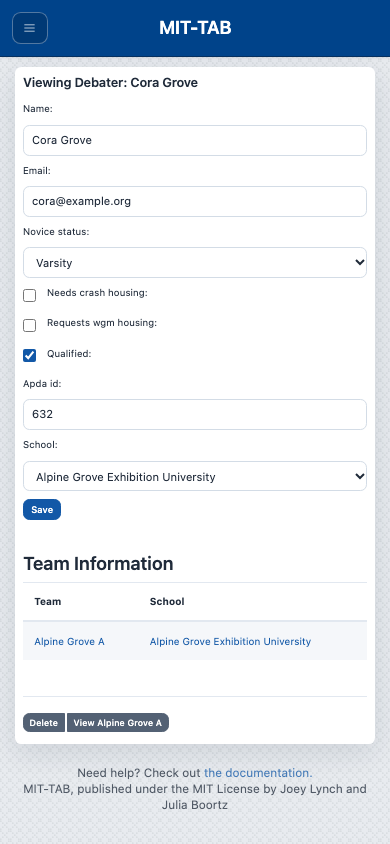 MIT-TAB
Viewing Debater: Cora Grove
Name:
Cora Grove
Email:
cora@example.org
Novice status:
Varsity
Needs crash housing:
Requests wgm housing:
Qualified:
Apda id:
632
School:
Alpine Grove Exhibition University
Save
Team Information
Team School
Alpine Grove A Alpine Grove Exhibition University
Delete View Alpine Grove A
Need help? Check out the documentation.
MIT-TAB, published under the MIT License by Joey Lynch and
Julia Boortz